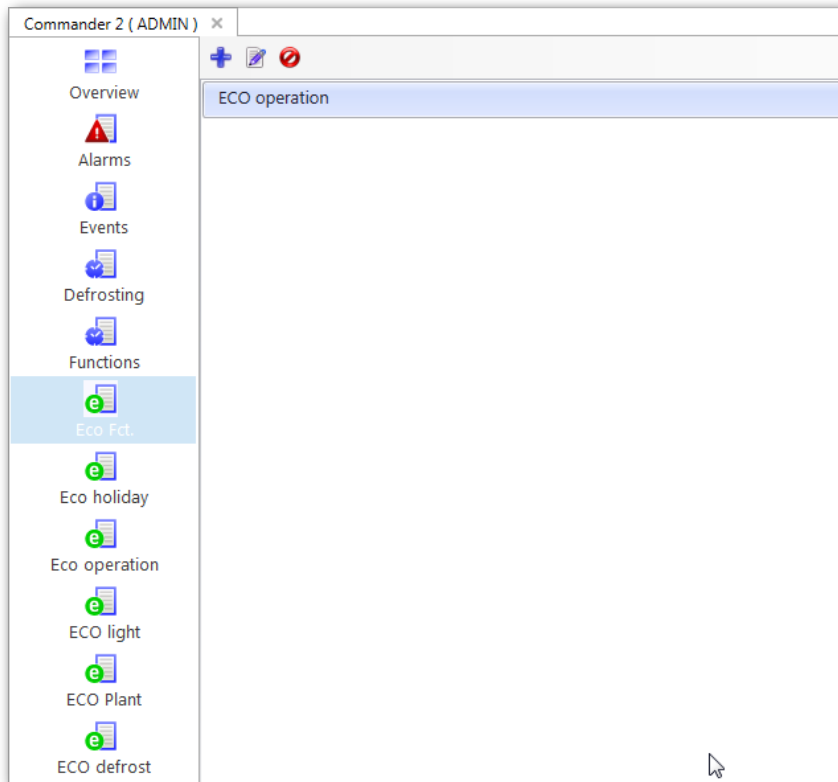 Commander 2 ( ADMIN )
Overview
Alarms
Events
Defrosting
Functions
Eco Fct.
Eco holiday
Eco operation
ECO light
ECO Plant
ECO defrost
ECO operation